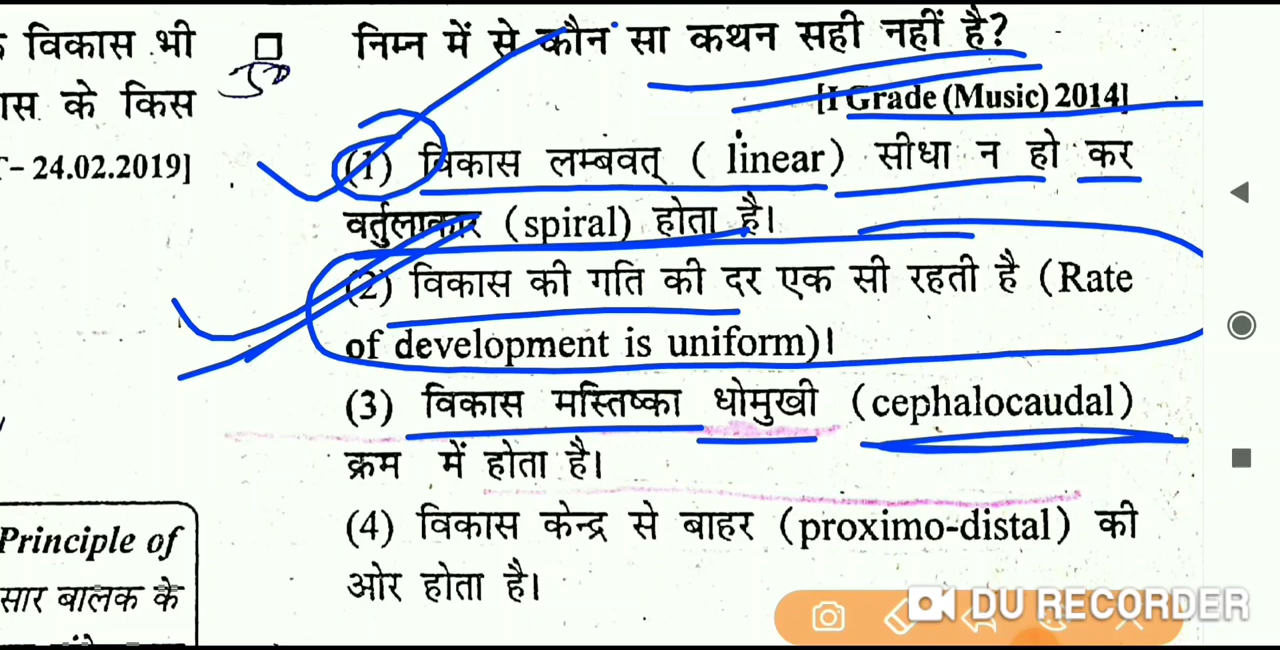 विकास भी
ास के किस
– 24.02.2019]
Principle of
सार बालक के
निम्न में से कौन सा कथन सही नहीं है?
[I Grade (Music) 2014]
(1) विकास लम्बवत् ( linear) सीधा न हो कर
वर्तुलाकार (spiral) होता है।
(2) विकास की गति की दर एक सी रहती है (Rate
of development is uniform)।
(3) विकास मस्तिष्का धोमुखी (cephalocaudal)
क्रम में होता है।
(4) विकास केन्द्र से बाहर (proximo-distal) की
ओर होता है।
DU RECORDER